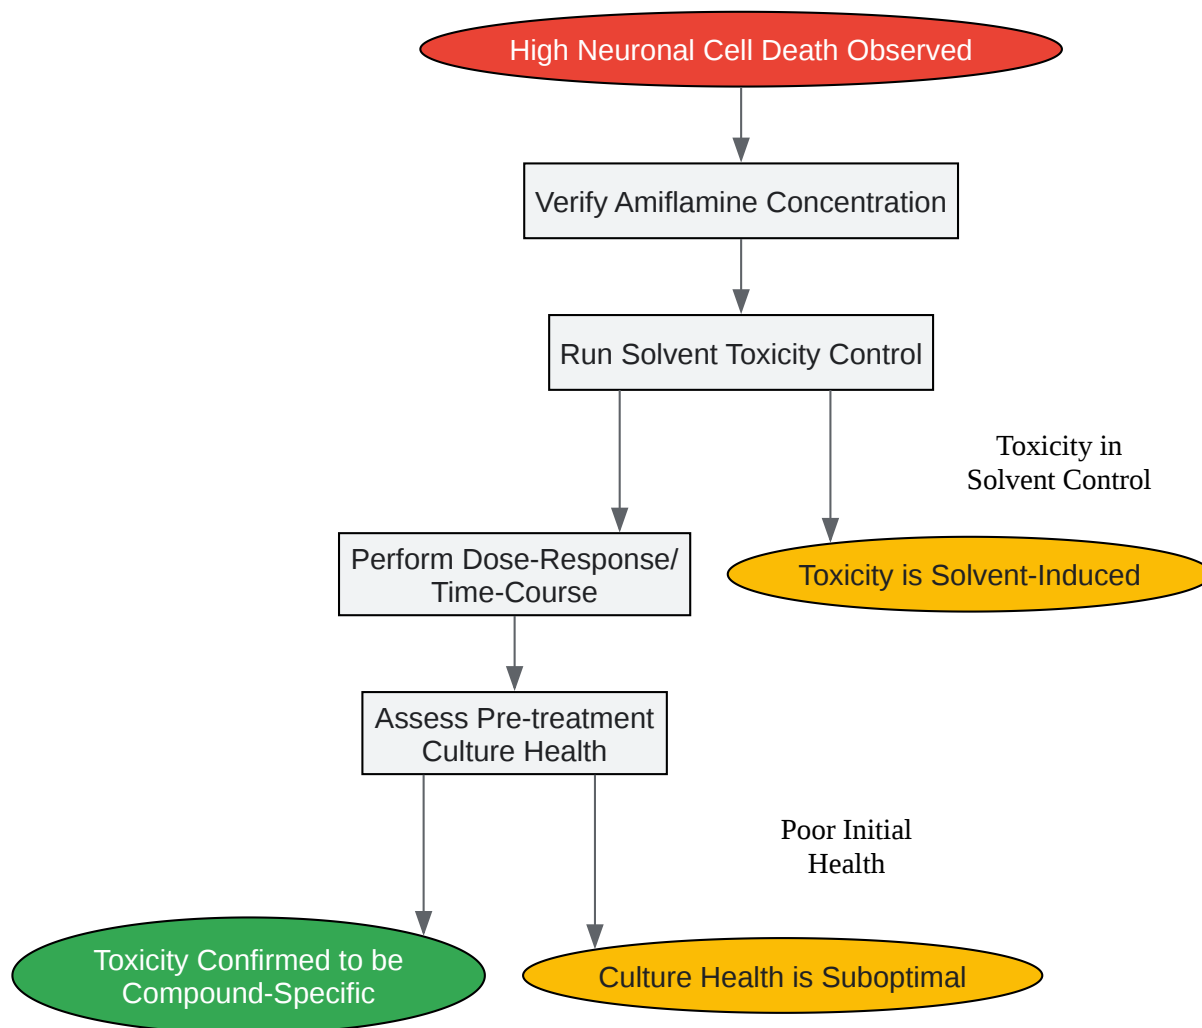 High Neuronal Cell Death Observed
Verify Amiflamine Concentration
Run Solvent Toxicity Control
Toxicity in
Solvent Control
Perform Dose-Response/
Time-Course
Toxicity is Solvent-Induced
Assess Pre-treatment
Culture Health
Poor Initial
Health
Toxicity Confirmed to be
Compound-Specific
Culture Health is Suboptimal